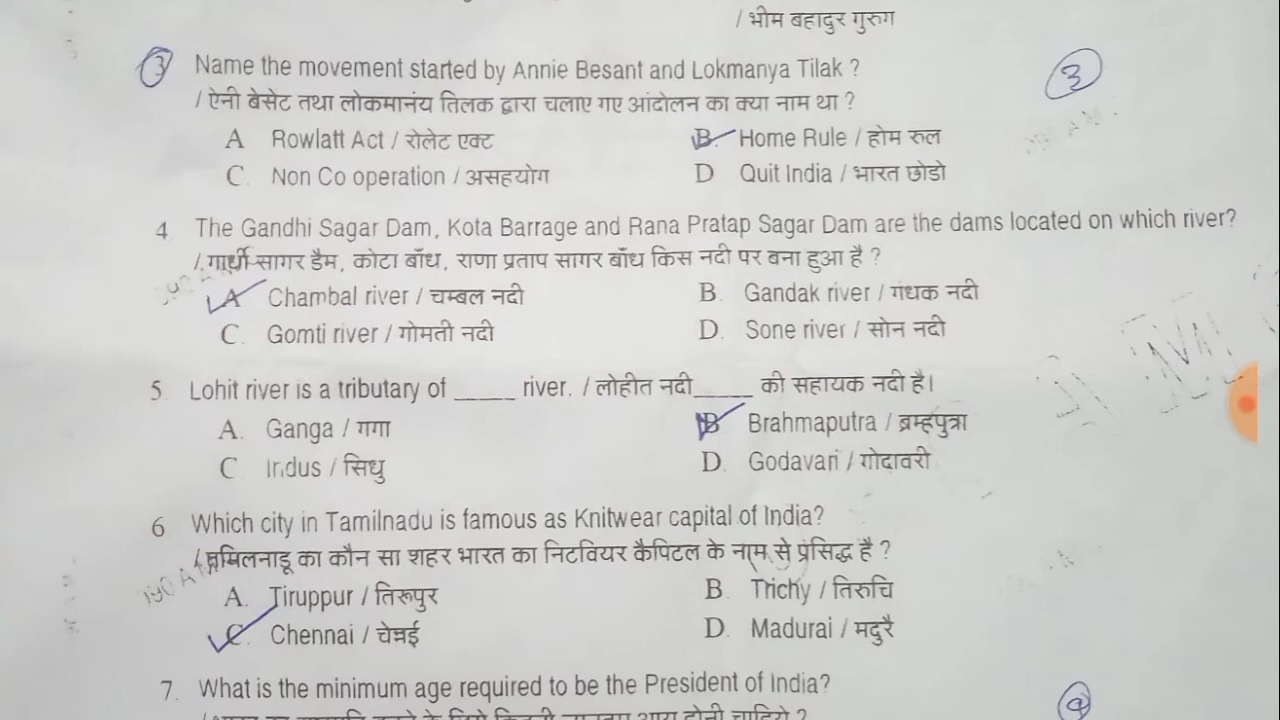 / भीम बहादुर गुरुग
3 Name the movement started by Annie Besant and Lokmanya Tilak ? 3
/ ऐनी बेसेट तथा लोकमानंय तिलक द्वारा चलाए गए आंदोलन का क्या नाम था ?
A Rowlatt Act / रोलेट एक्ट B. Home Rule / होम रुल
C. Non Co operation / असहयोग D Quit India / भारत छोडो
4 The Gandhi Sagar Dam, Kota Barrage and Rana Pratap Sagar Dam are the dams located on which river?
/ गार्धी सागर डैम, कोटा बाँध, राणा प्रताप सागर बाँध किस नदी पर बना हुआ है ?
A Chambal river / चम्बल नदी B. Gandak river / गंधक नदी
C. Gomti river / गोमती नदी D. Sone river / सोन नदी
5 Lohit river is a tributary of _____ river. / लोहीत नदी_____ की सहायक नदी है।
A. Ganga / गगा B Brahmaputra / ब्रम्हपुत्रा
C Indus / सिधु D. Godavari / गोदावरी
6 Which city in Tamilnadu is famous as Knitwear capital of India?
/ तमिलनाडू का कौन सा शहर भारत का निटवियर कैपिटल के नाम से प्रंसिद्ध है ?
A. Tiruppur / तिरूपुर B. Trichy / तिरुचि
C. Chennai / चेन्नई D. Madurai / मदुरै
7. What is the minimum age required to be the President of India?